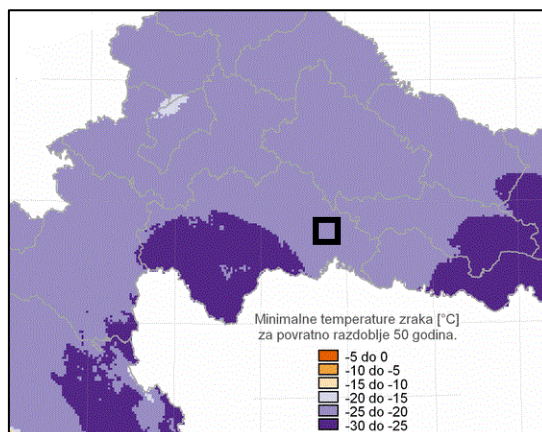 Minimalne temperature zraka [°C]
za povratno razdoblje 50 godina.
-5 do 0
-10 do -5
-15 do -10
-20 do -15
-25 do -20
-30 do -25